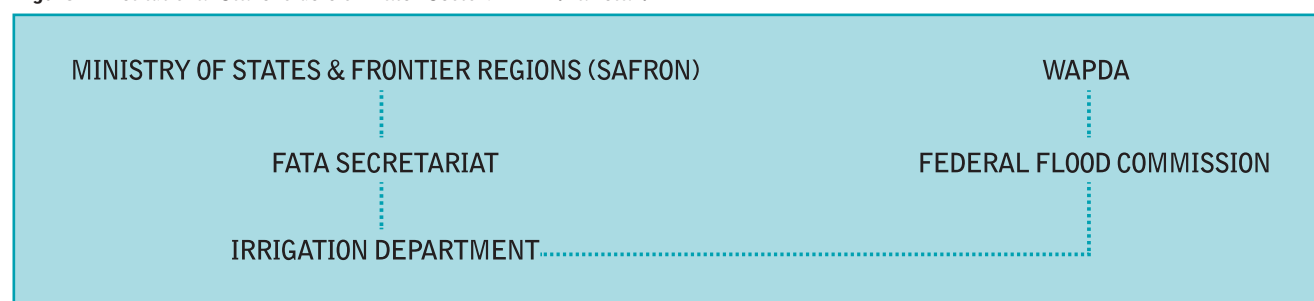 MINISTRY OF STATES & FRONTIER REGIONS (SAFRON)
WAPDA
FATA SECRETARIAT
FEDERAL FLOOD COMMISSION
IRRIGATION DEPARTMENT